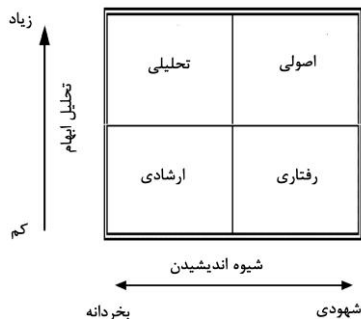 زیاد
اصولی
تحلیلی
تحلیل ابهام
رفتاری
ارشادی
کم
شیوه اندیشیدن
شهودی
بخردانه